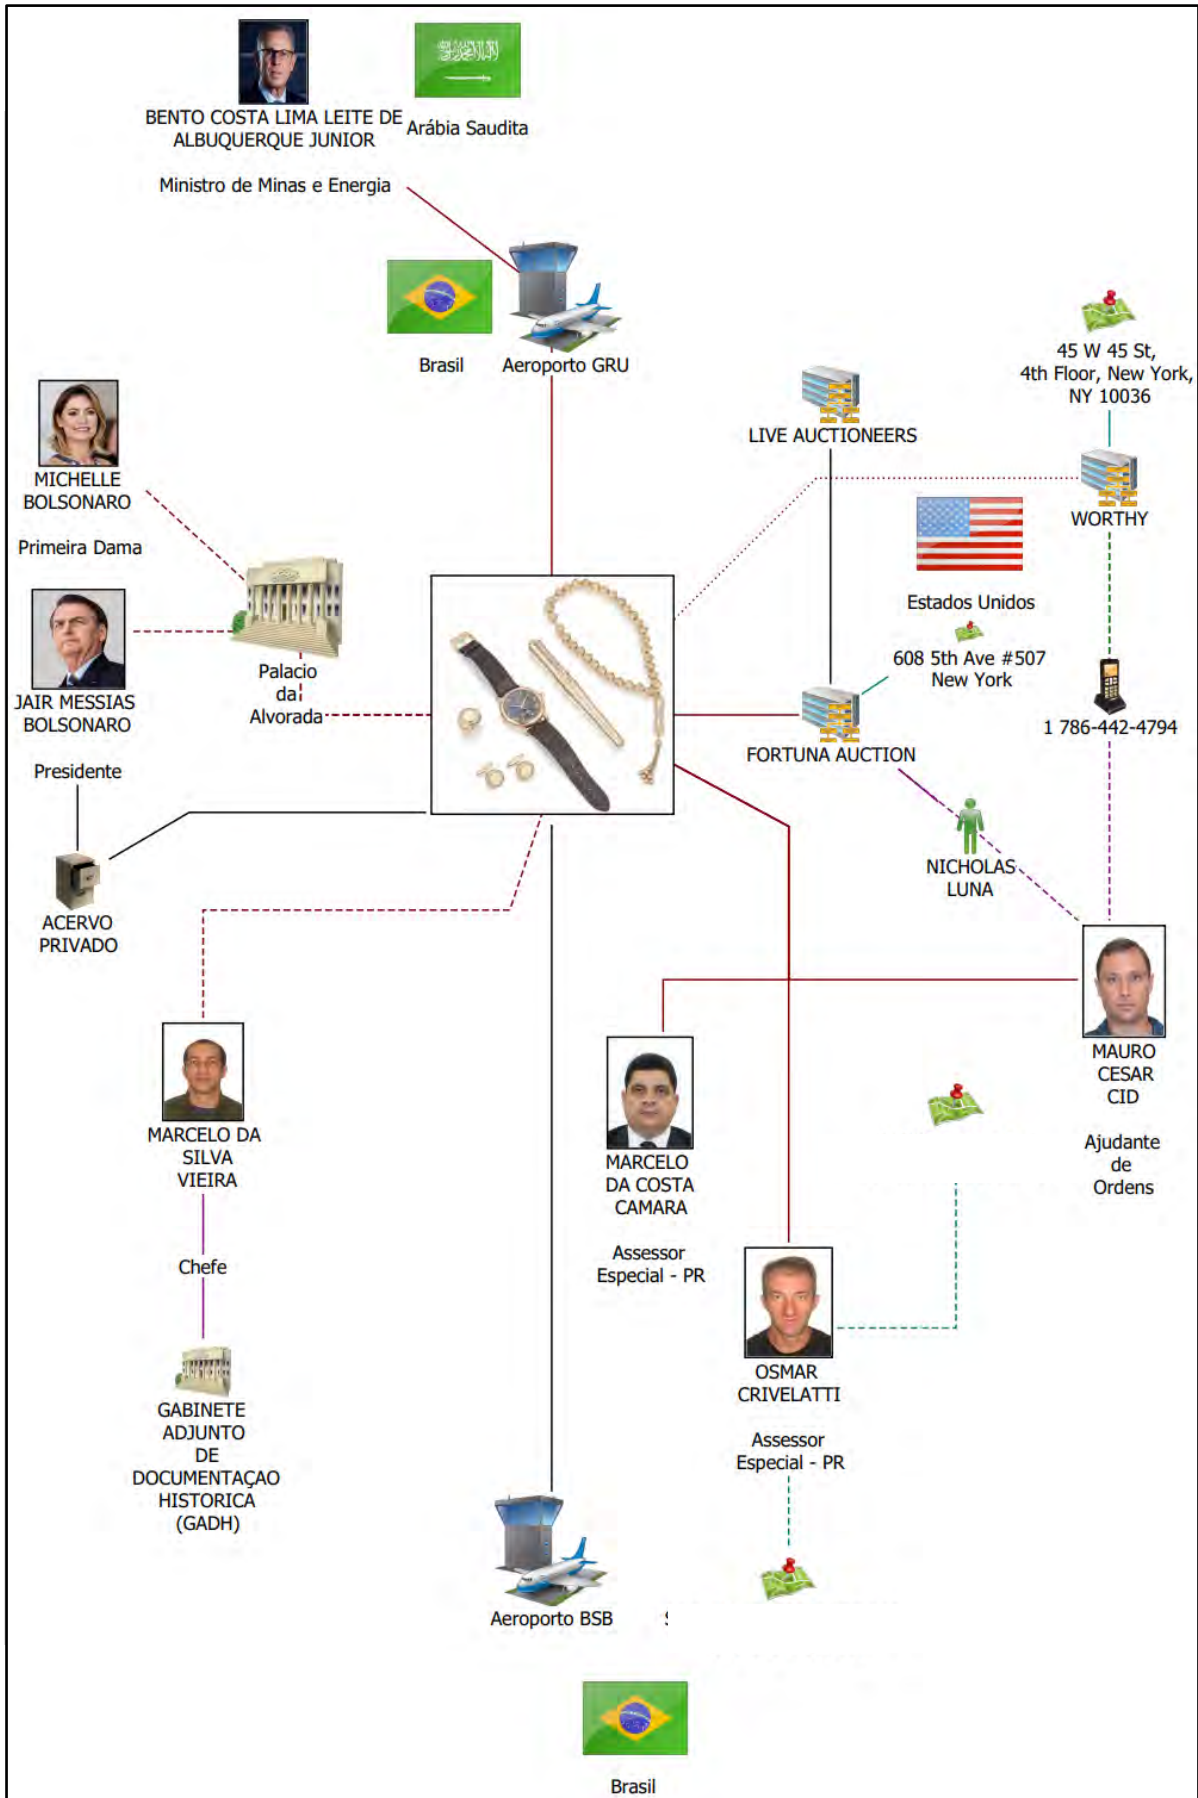 BENTO COSTA LIMA LEITE DE
ALBUQUERQUE JUNIOR
Ministro de Minas e Energia
Arábia Saudita
Brasil
Aeroporto GRU
45 W 45 St,
4th Floor, New York,
NY 10036
LIVE AUCTIONEERS
WORTHY
MICHELLE
BOLSONARO
Primeira Dama
Estados Unidos
608 5th Ave #507
New York
JAIR MESSIAS
BOLSONARO
Presidente
Palacio
da
Alvorada
FORTUNA AUCTION
1 786-442-4794
NICHOLAS
LUNA
ACERVO
PRIVADO
MAURO
CESAR
CID
Ajudante
de
Ordens
MARCELO DA
SILVA
VIEIRA
Chefe
MARCELO
DA COSTA
CAMARA
Assessor
Especial - PR
OSMAR
CRIVELATTI
Assessor
Especial - PR
GABINETE
ADJUNTO
DE
DOCUMENTAÇAO
HISTORICA
(GADH)
Aeroporto BSB
Brasil